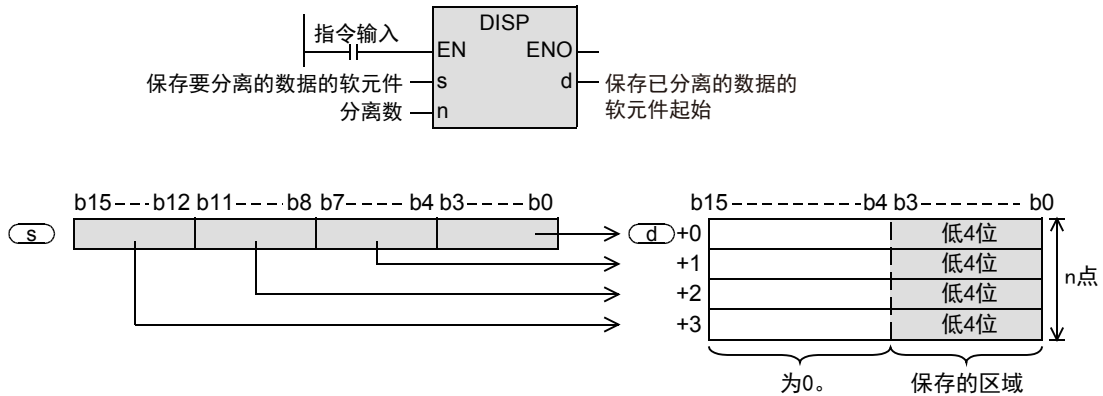 DISP
指令输入
EN ENO
保存要分离的数据的软元件 s d 保存已分离的数据的
软元件起始
分离数 n
b15---b12 b11----b8 b7----b4 b3----b0
b15-----------b4 b3------b0
s
d +0 低4位
+1 低4位
+2 低4位
+3 低4位
n点
为0。 保存的区域